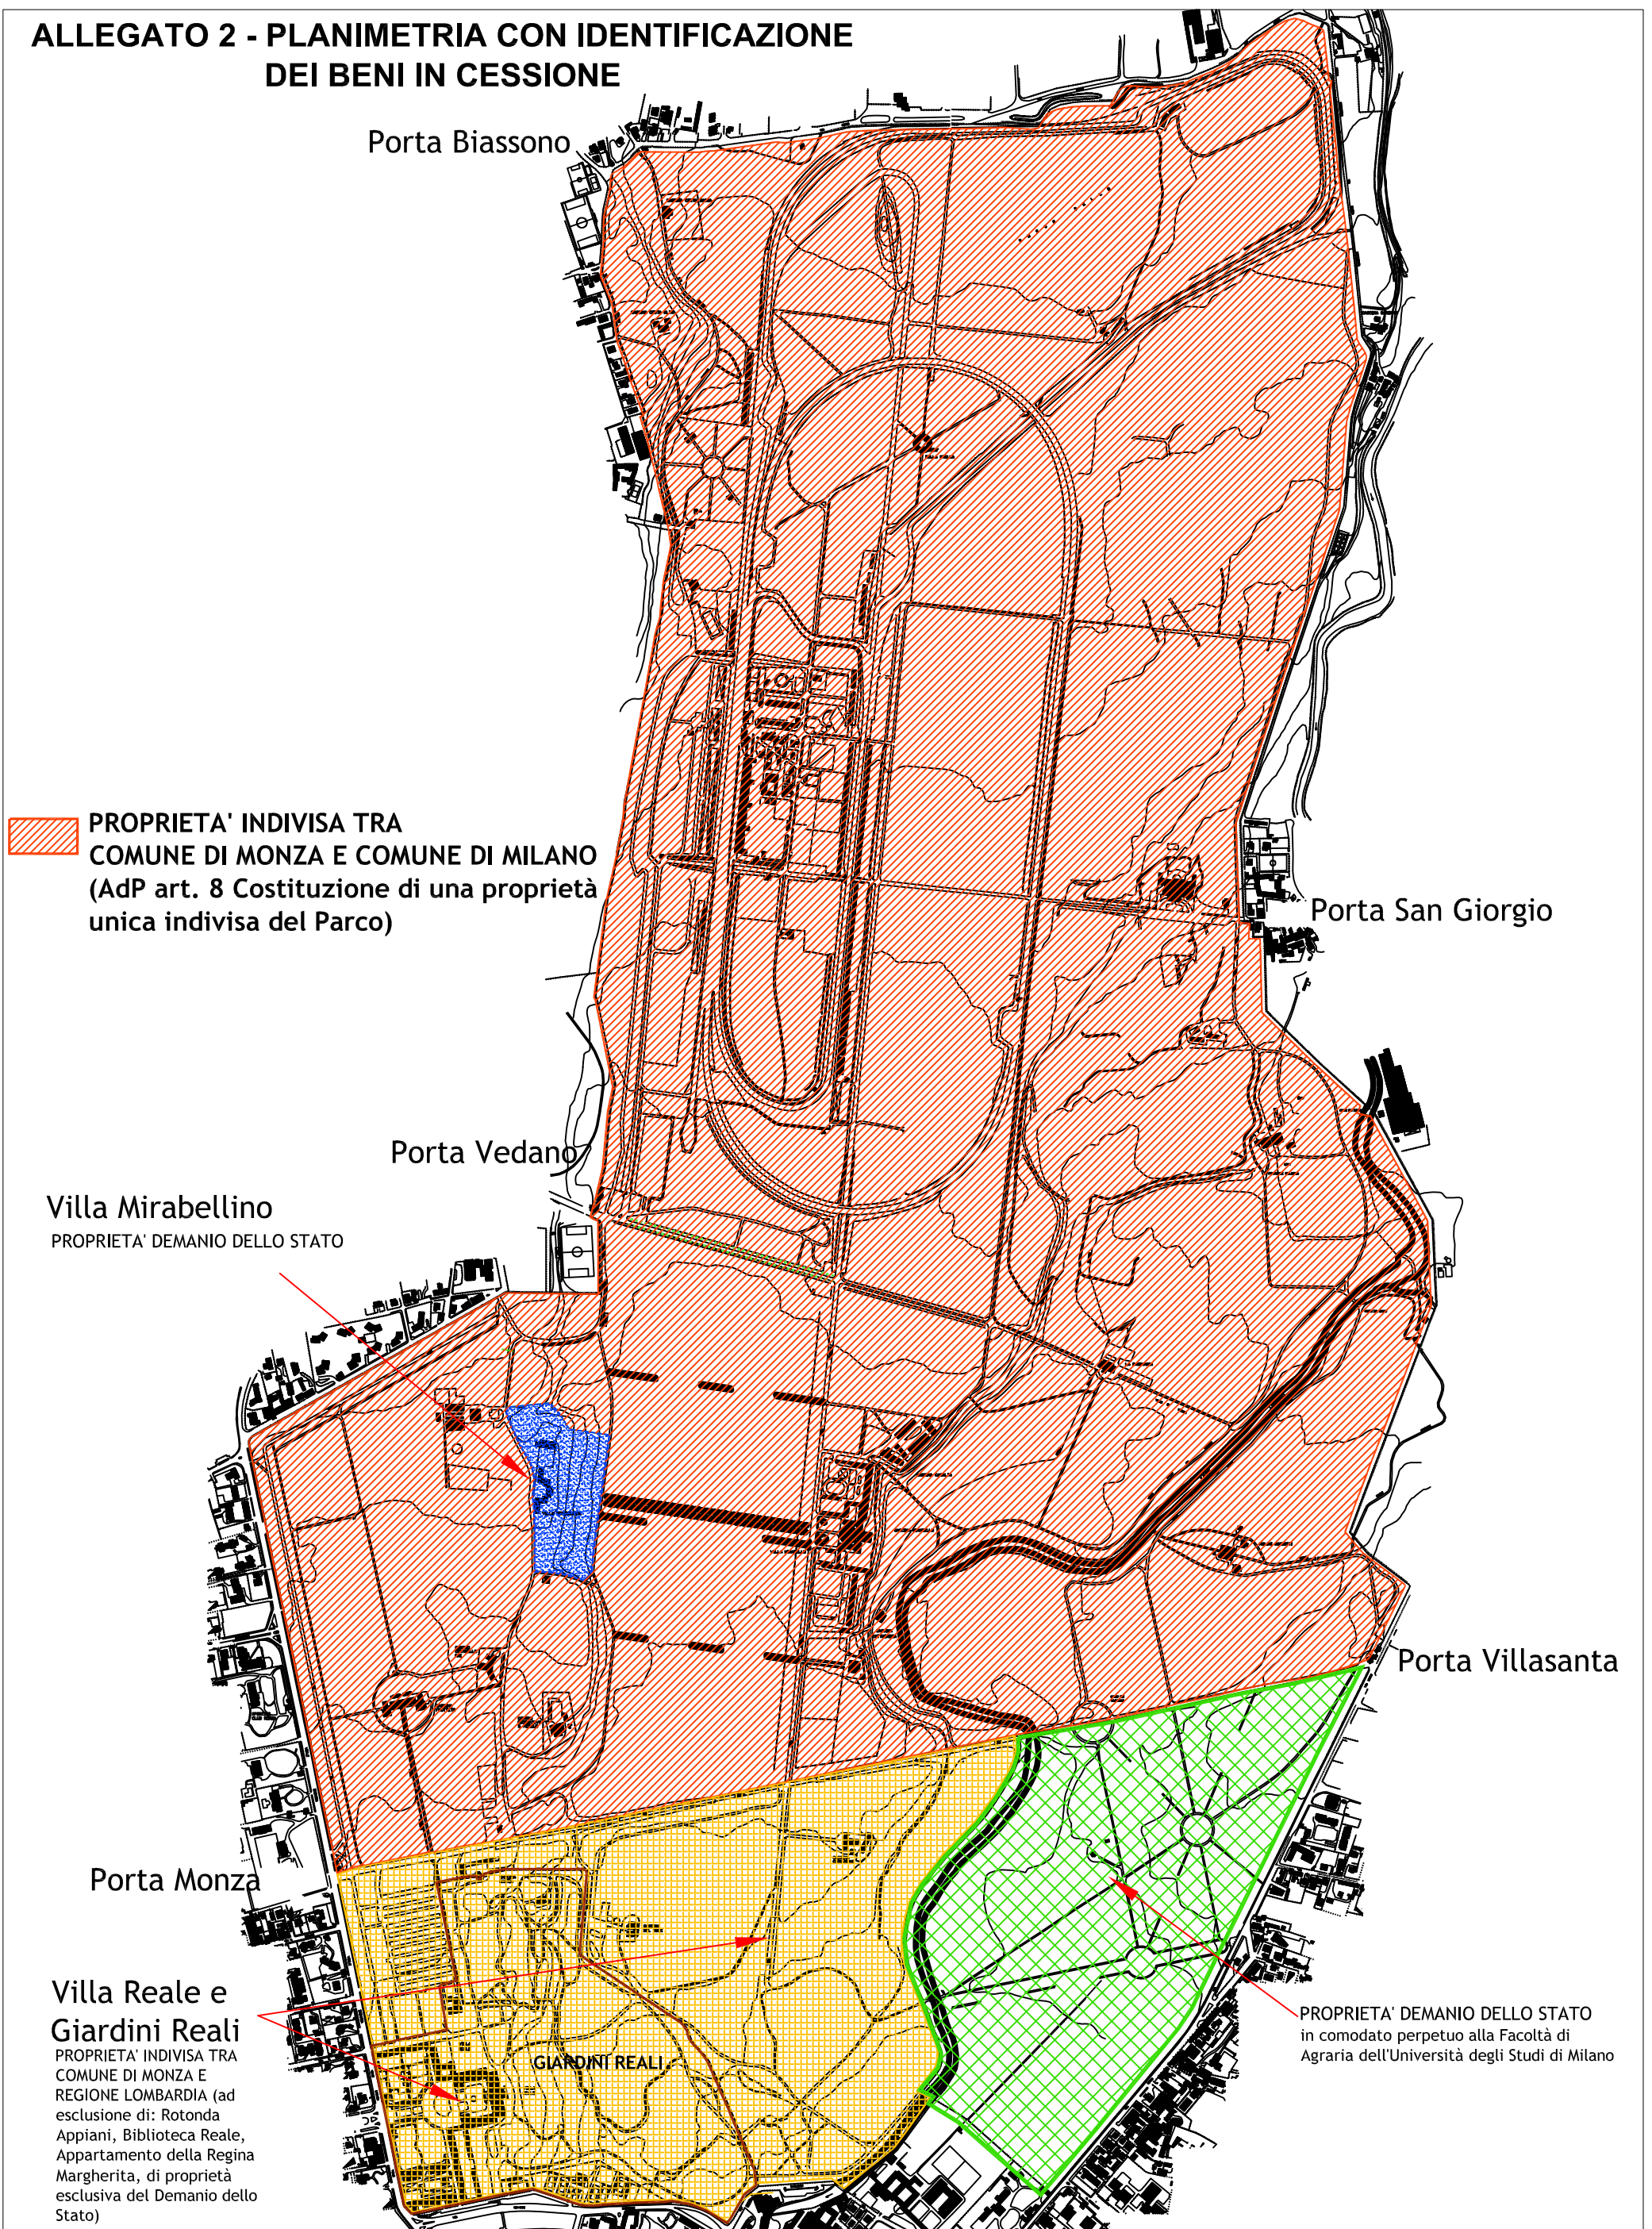 ALLEGATO 2 - PLANIMETRIA CON IDENTIFICAZIONE
DEI BENI IN CESSIONE
Porta Biassono
PROPRIETA' INDIVISA TRA
COMUNE DI MONZA E COMUNE DI MILANO
(AdP art. 8 Costituzione di una proprietà
unica indivisa del Parco)
Porta San Giorgio
Porta Vedano
Villa Mirabellino
PROPRIETA' DEMANIO DELLO STATO
Porta Villasanta
Porta Monza
Villa Reale e
Giardini Reali
PROPRIETA' INDIVISA TRA
COMUNE DI MONZA E
REGIONE LOMBARDIA (ad
esclusione di: Rotonda
Appiani, Biblioteca Reale,
Appartamento della Regina
Margherita, di proprietà
esclusiva del Demanio dello
Stato)
GIARDINI REALI
PROPRIETA' DEMANIO DELLO STATO
in comodato perpetuo alla Facoltà di
Agraria dell'Università degli Studi di Milano